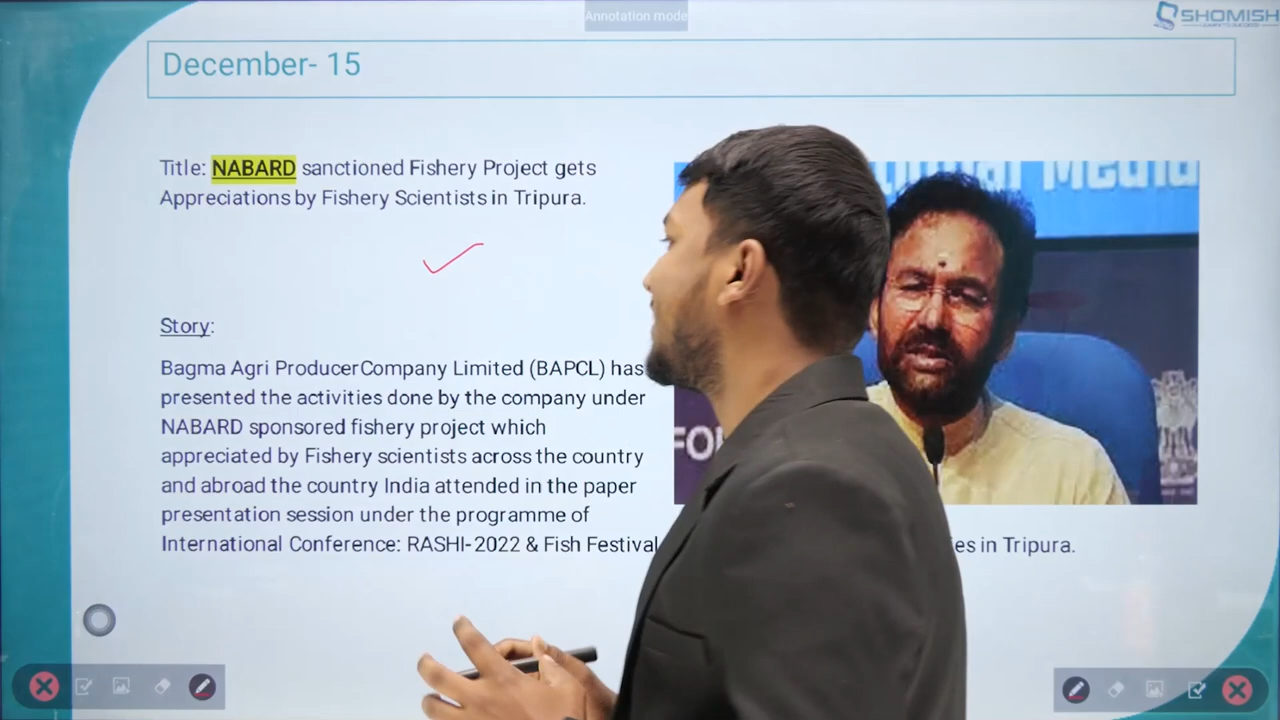 Annotation mode
SHOMISH
December- 15
Title: NABARD sanctioned Fishery Project gets
Appreciations by Fishery Scientists in Tripura.
Story:
Bagma Agri ProducerCompany Limited (BAPCL) has
presented the activities done by the company under
NABARD sponsored fishery project which
appreciated by Fishery scientists across the country
and abroad the country India attended in the paper
presentation session under the programme of
International Conference: RASHI-2022 & Fish Festival
in Tripura.
Media